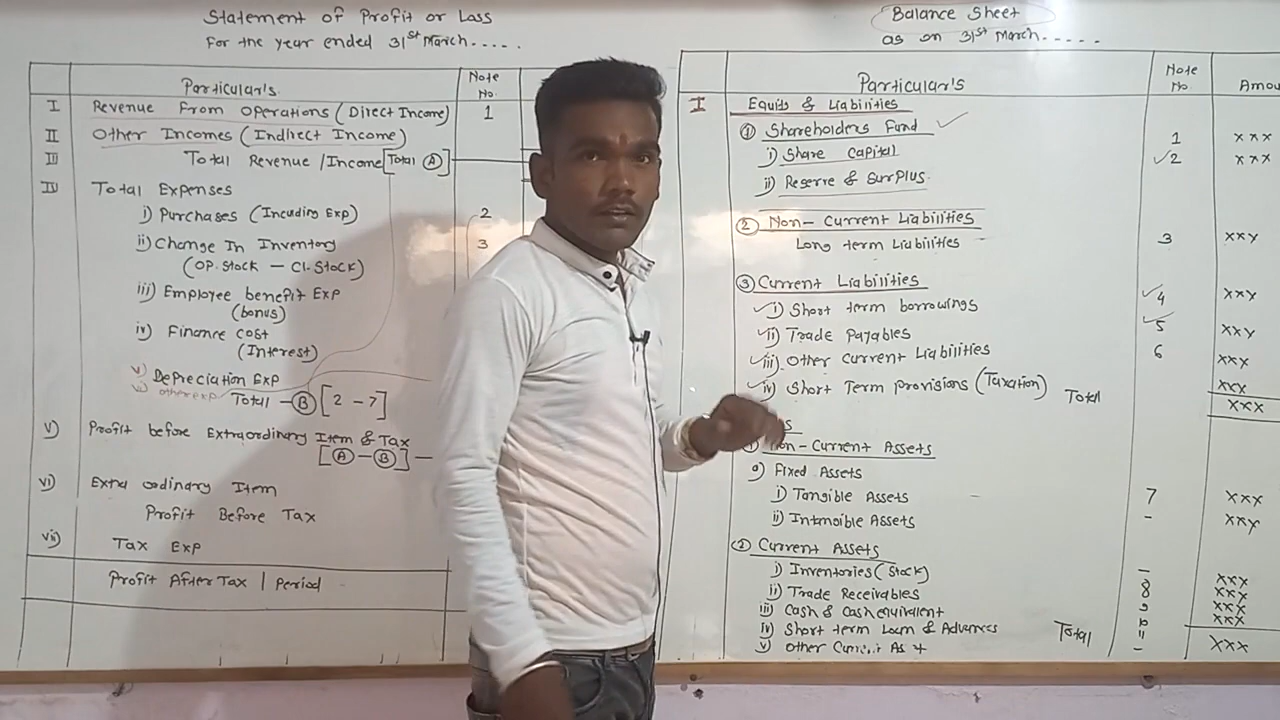 Statement of Profit or Loss
For the year ended 31st March.....
Particular's
Note No.
I Revenue From Operations (Direct Income) 1
II Other Incomes (Indirect Income)
III Total Revenue /Income [Total A]
IV Total Expenses
i) Purchases (Incuding Exp) 2
ii) Change In Inventory 3
(OP. Stock - Cl. Stock)
iii) Employee benefit Exp
(bonus)
iv) Finance cost
(Interest)
v) Depreciation Exp
vi) other exp
Total - B [2 - 7]
v) Profit before Extraordinary Item & Tax
[A - B] -
vi) Extra ordinary Item
Profit Before Tax
vii) Tax Exp
Profit After Tax | Period
Balance Sheet
as on 31st March.....
Particular's
Note No
Amou
I Equity & Liabilities
① Shareholders Fund
1 xxx
i) Share Capital
2 xxx
ii) Reserve & Surplus.
② Non-Current Liabilities
Long term Liabilities 3 xxy
③ Current Liabilities
i) Short term borrowings 4 xxy
ii) Trade Payables 5 xxy
iii) Other Current Liabilities 6 xxy
iv) Short Term provisions (Taxation) xxx
Total xxx
Non-Current Assets
Fixed Assets
i) Tangible Assets 7 xxx
ii) Intangible Assets - xxy
② Current Assets
i) Inventories (Stock) - xxx
ii) Trade Receivables 8 xxx
iii) Cash & Cash equivalent 9 xxx
iv) Short term Loan & Advances xxx
v) Other Current -
Total xxx